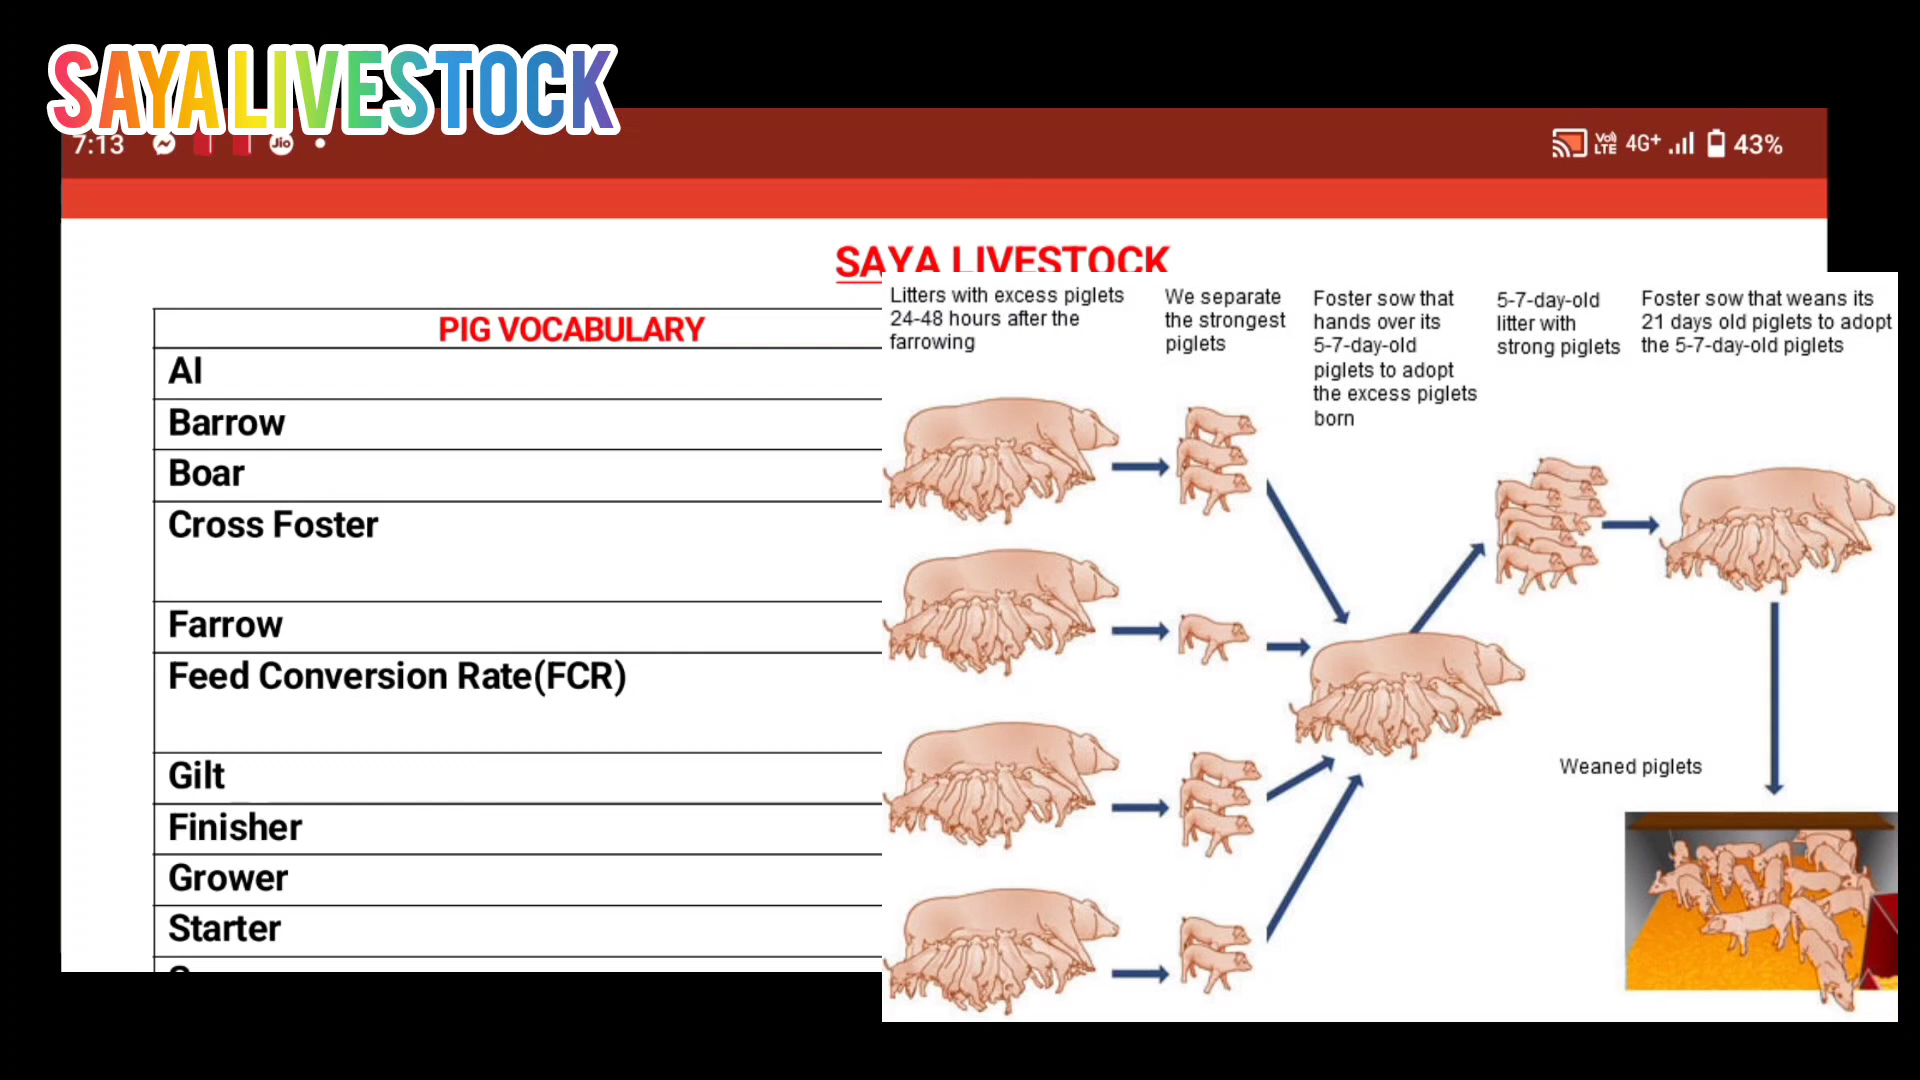 SAYA LIVESTOCK
7:13
Jio
Vo) LTE 4G+ 43%
SAYA LIVESTOCK
PIG VOCABULARY
AI
Barrow
Boar
Cross Foster
Farrow
Feed Conversion Rate(FCR)
Gilt
Finisher
Grower
Starter
Litters with excess piglets
24-48 hours after the
farrowing
We separate
the strongest
piglets
Foster sow that
hands over its
5-7-day-old
piglets to adopt
the excess piglets
born
5-7-day-old
litter with
strong piglets
Foster sow that weans its
21 days old piglets to adopt
the 5-7-day-old piglets
Weaned piglets